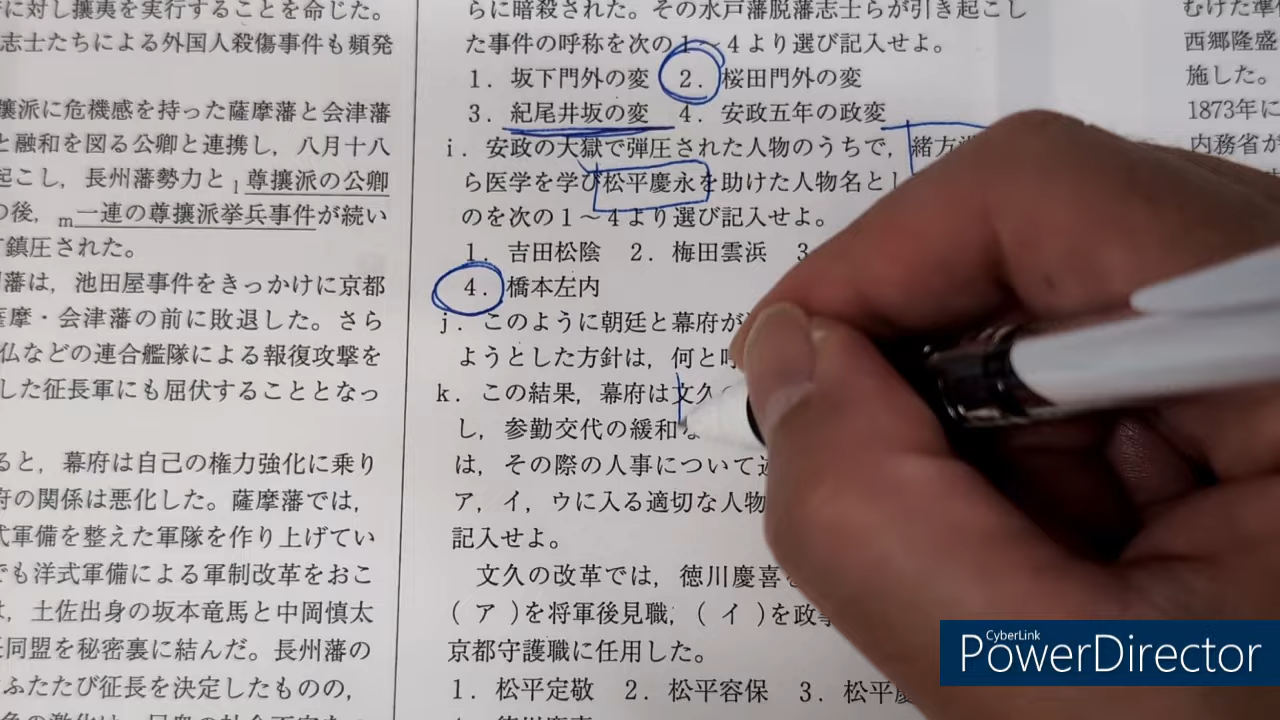 に対し攘夷を実行することを命じた。
志士たちによる外国人殺傷事件も頻発
攘派に危機感を持った薩摩藩と会津藩
と融和を図る公卿と連携し，八月十八
起こし，長州藩勢力とl尊攘派の公卿
の後，m一連の尊攘派挙兵事件が続い
鎮圧された。
藩は，池田屋事件をきっかけに京都
薩摩・会津藩の前に敗退した。さら
仏などの連合艦隊による報復攻撃を
した征長軍にも屈伏することとなっ
ると，幕府は自己の権力強化に乗り
府の関係は悪化した。薩摩藩では，
式軍備を整えた軍隊を作り上げてい
でも洋式軍備による軍制改革をおこ
，土佐出身の坂本竜馬と中岡慎太
同盟を秘密裏に結んだ。長州藩の
ふたたび征長を決定したものの，
らに暗殺された。その水戸藩脱藩志士らが引き起こし
た事件の呼称を次の1～4より選び記入せよ。
1．坂下門外の変 2．桜田門外の変
3．紀尾井坂の変 4．安政五年の政変
i．安政の大獄で弾圧された人物のうちで，緒方
ら医学を学び松平慶永を助けた人物名とし
のを次の1～4より選び記入せよ。
1．吉田松陰 2．梅田雲浜 3
4．橋本左内
j．このように朝廷と幕府が
ようとした方針は，何と
k．この結果，幕府は文久
し，参勤交代の緩和
は，その際の人事について
ア，イ，ウに入る適切な人物
記入せよ。
文久の改革では，徳川慶喜
（ア）を将軍後見職，（イ）を政事
京都守護職に任用した。
1．松平定敬 2．松平容保 3．松平
むけた準
西郷隆盛
施した。
1873年に
内務省か
CyberLink
PowerDirector